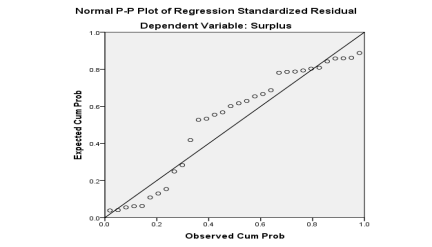 Normal P-P Plot of Regression Standardized Residual
Dependent Variable: Surplus
Expected Cum Prob
1.0
0.8
0.6
0.4
0.2
0.0
0.0 0.2 0.4 0.6 0.8 1.0
Observed Cum Prob